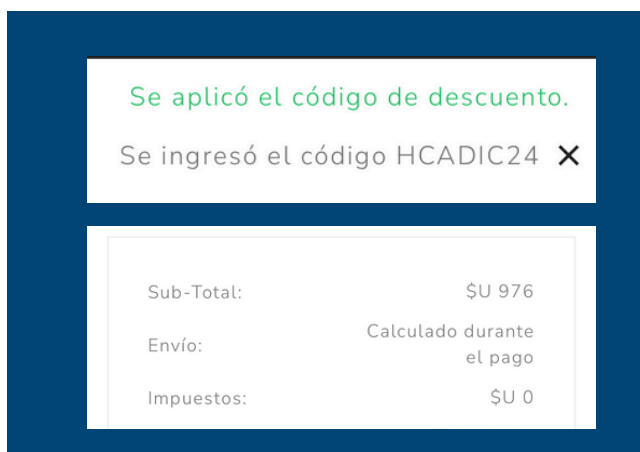 Se aplicó el código de descuento.
Se ingresó el código HCADIC24 ✕
Sub-Total: $U 976
Envío: Calculado durante
el pago
Impuestos: $U 0